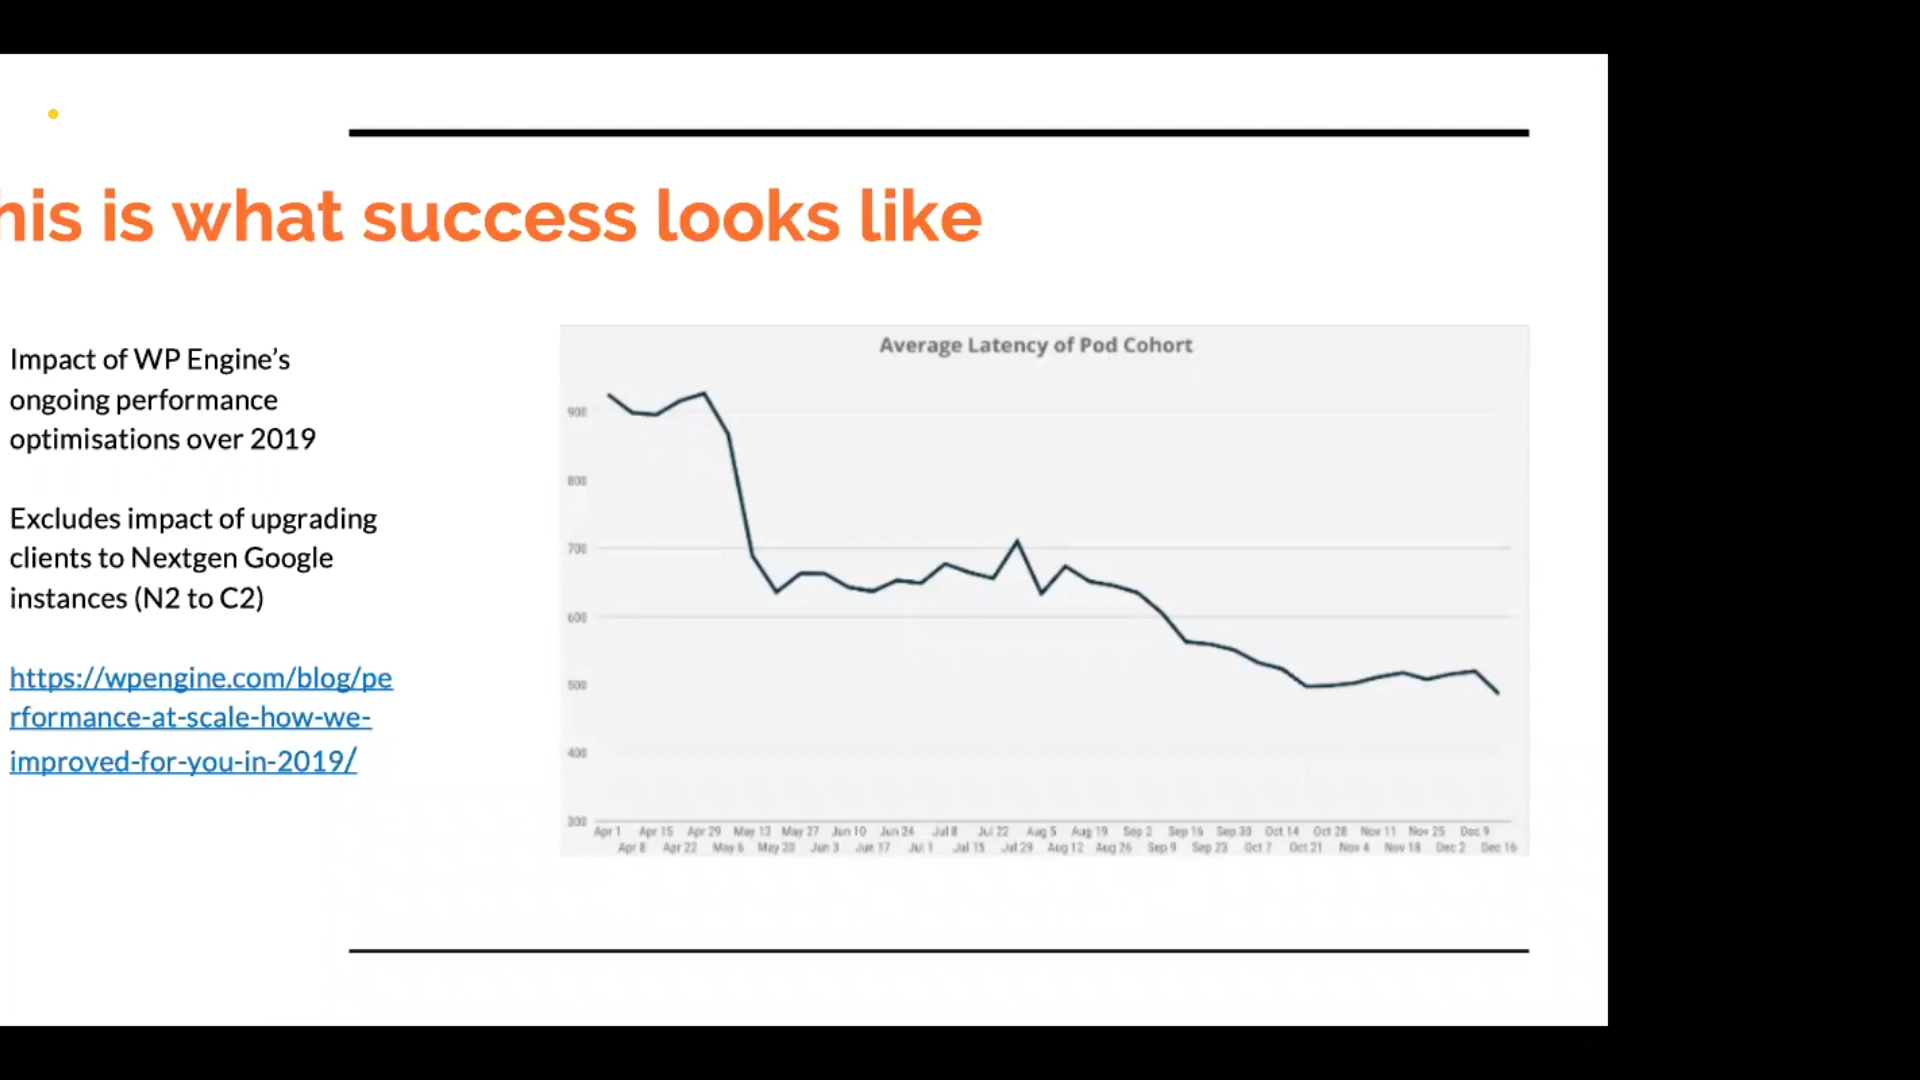 his is what success looks like
Impact of WP Engine’s
ongoing performance
optimisations over 2019
Excludes impact of upgrading
clients to Nextgen Google
instances (N2 to C2)
https://wpengine.com/blog/pe
rformance-at-scale-how-we-
improved-for-you-in-2019/
Average Latency of Pod Cohort
900
800
700
600
500
400
300
Apr 1 Apr 15 Apr 29 May 13 May 27 Jun 10 Jun 24 Jul 8 Jul 22 Aug 5 Aug 19 Sep 2 Sep 16 Sep 30 Oct 14 Oct 28 Nov 11 Nov 25 Dec 9
Apr 8 Apr 22 May 6 May 20 Jun 3 Jun 17 Jul 1 Jul 15 Jul 29 Aug 12 Aug 26 Sep 9 Sep 23 Oct 7 Oct 21 Nov 4 Nov 18 Dec 2 Dec 16